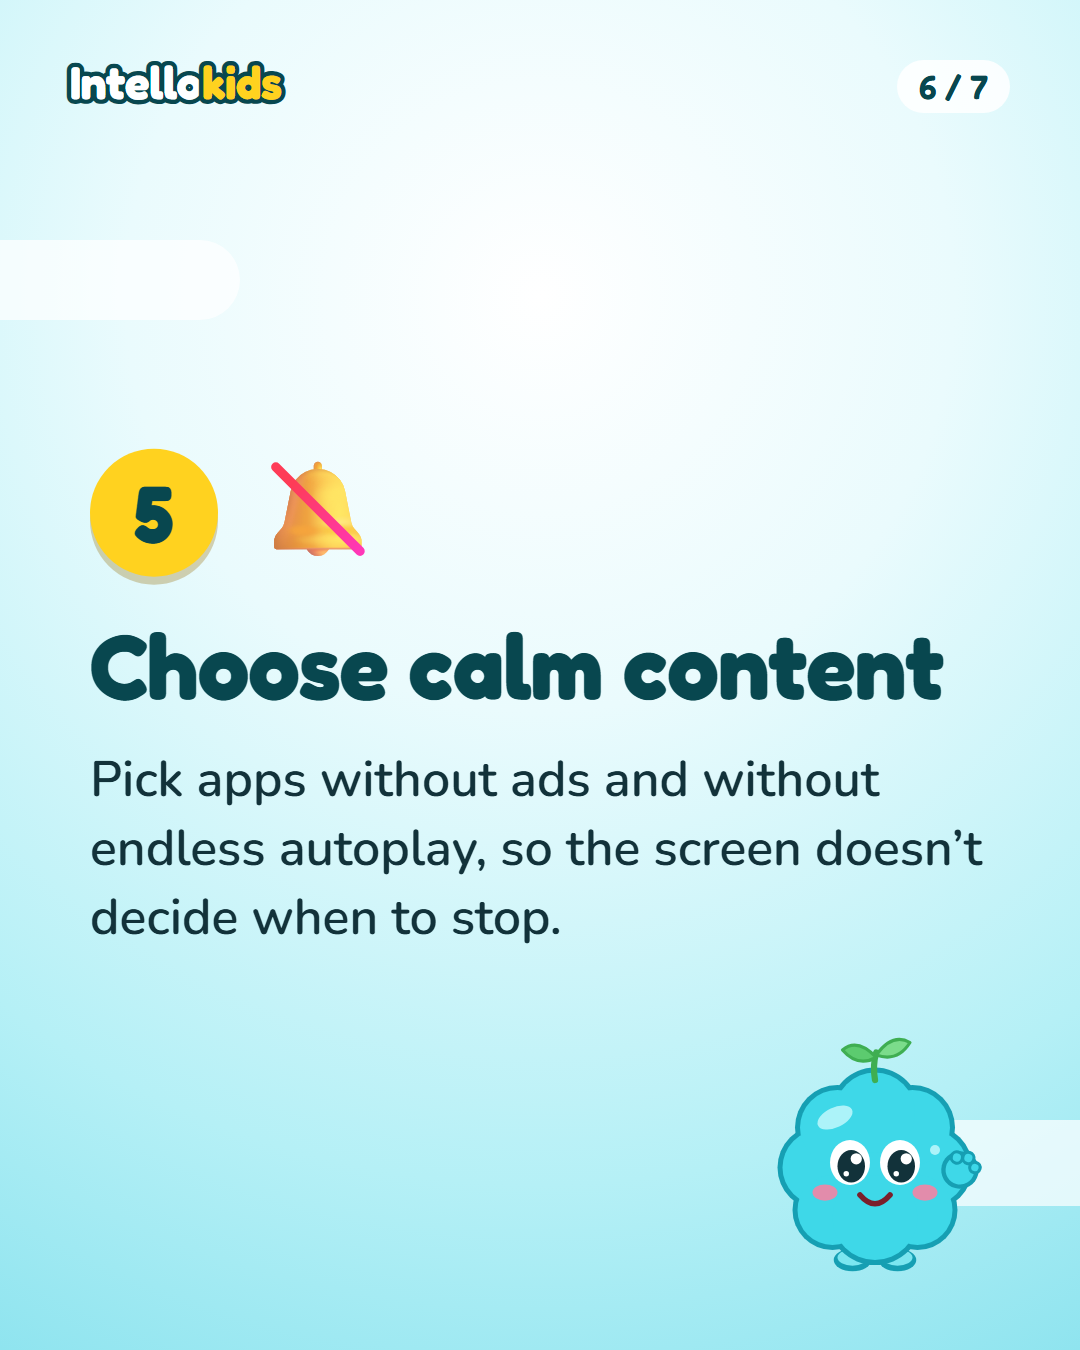 Intellokids
6 / 7
5
Choose calm content
Pick apps without ads and without
endless autoplay, so the screen doesn’t
decide when to stop.